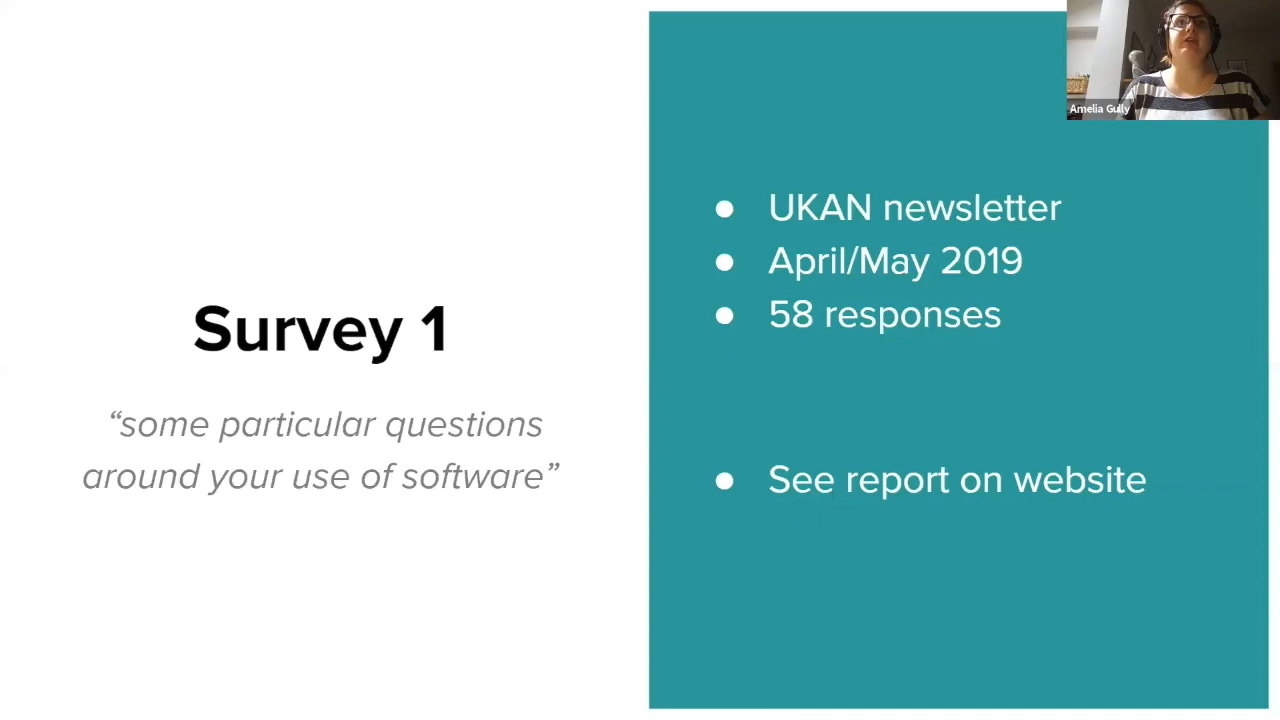 Survey 1
“some particular questions
around your use of software”
● UKAN newsletter
● April/May 2019
● 58 responses
● See report on website
Amelia Gully